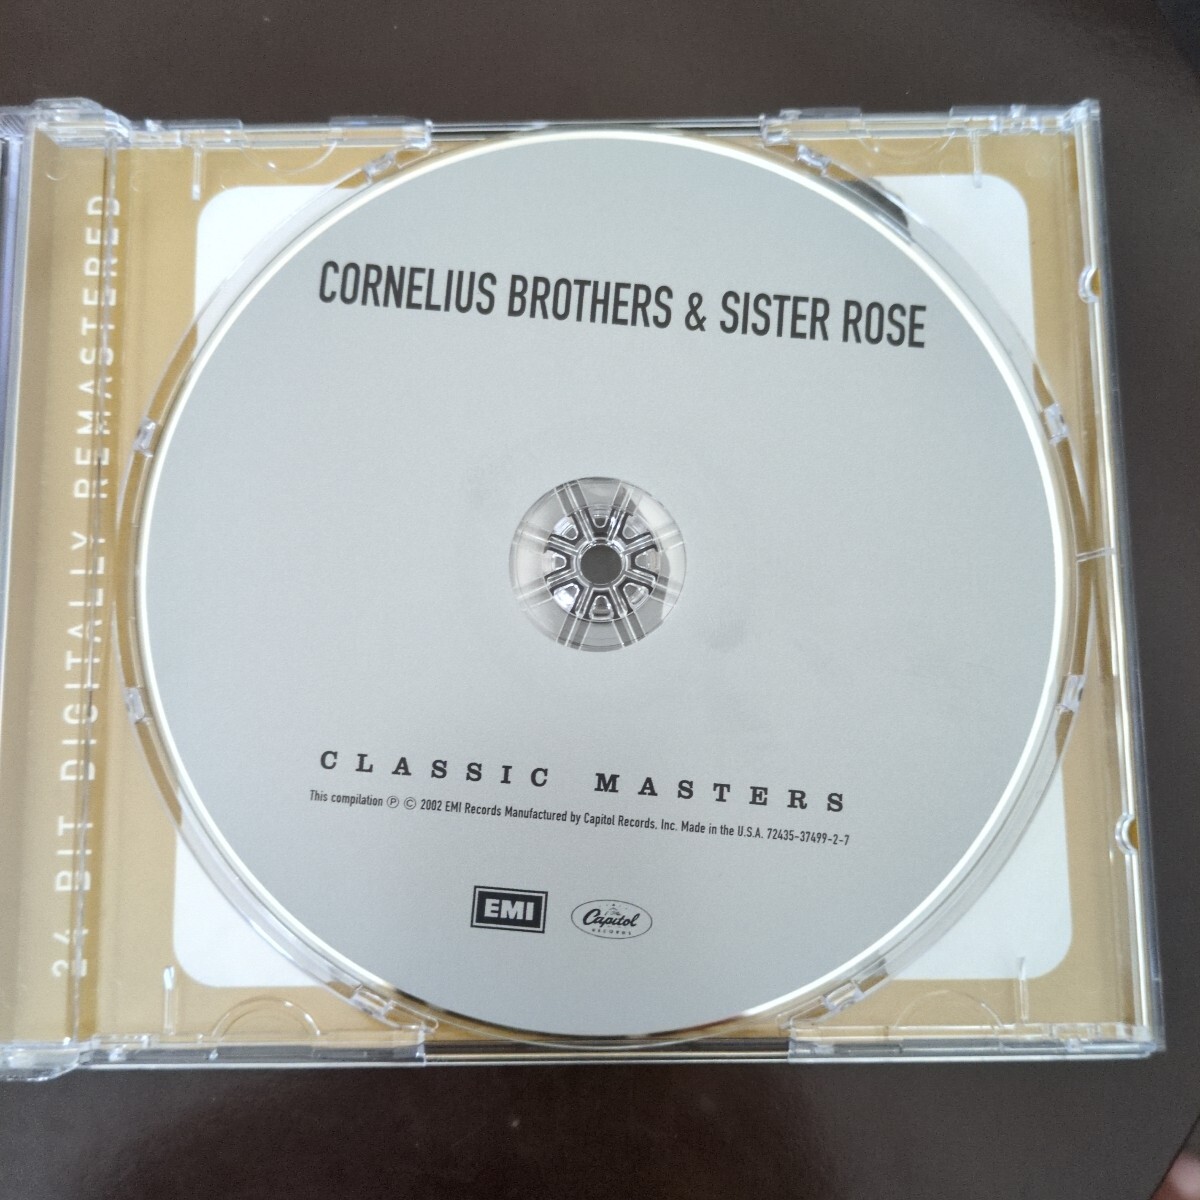 CORNELIUS BROTHERS & SISTER ROSE
CLASSIC MASTERS
This compilation Ⓟ © 2002 EMI Records Manufactured by Capitol Records, Inc. Made in the U.S.A. 72435-37499-2-7
EMI
Capitol
RECORDS
24 BIT DIGITALLY REMASTERED